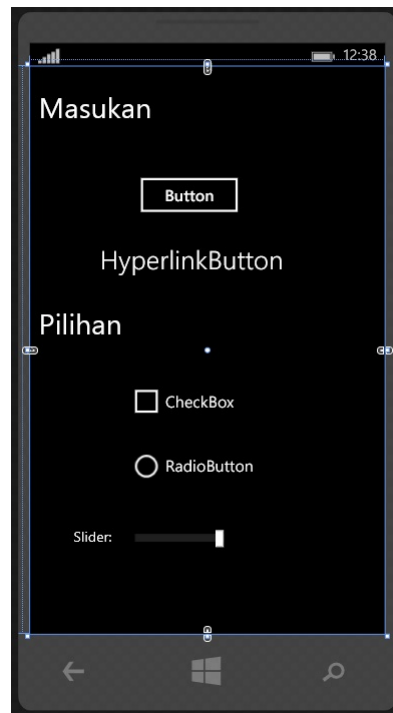 12:38
Masukan
Button
HyperlinkButton
Pilihan
CheckBox
RadioButton
Slider: